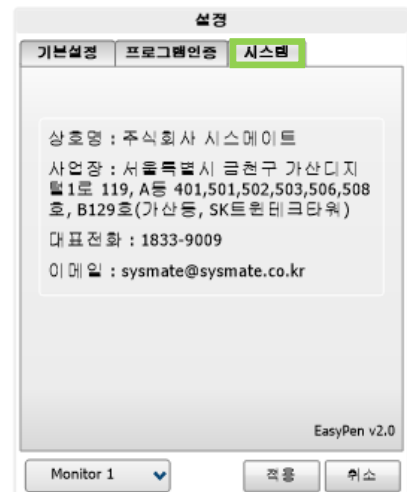 설정
기본설정 프로그램인증 시스템
상호명 : 주식회사 시스메이트
사업장 : 서울특별시 금천구 가산디지
털1로 119, A동 401,501,502,503,506,508
호, B129호(가산동, SK트윈테크타워)
대표전화 : 1833-9009
이메일 : sysmate@sysmate.co.kr
EasyPen v2.0
Monitor 1 적용 취소